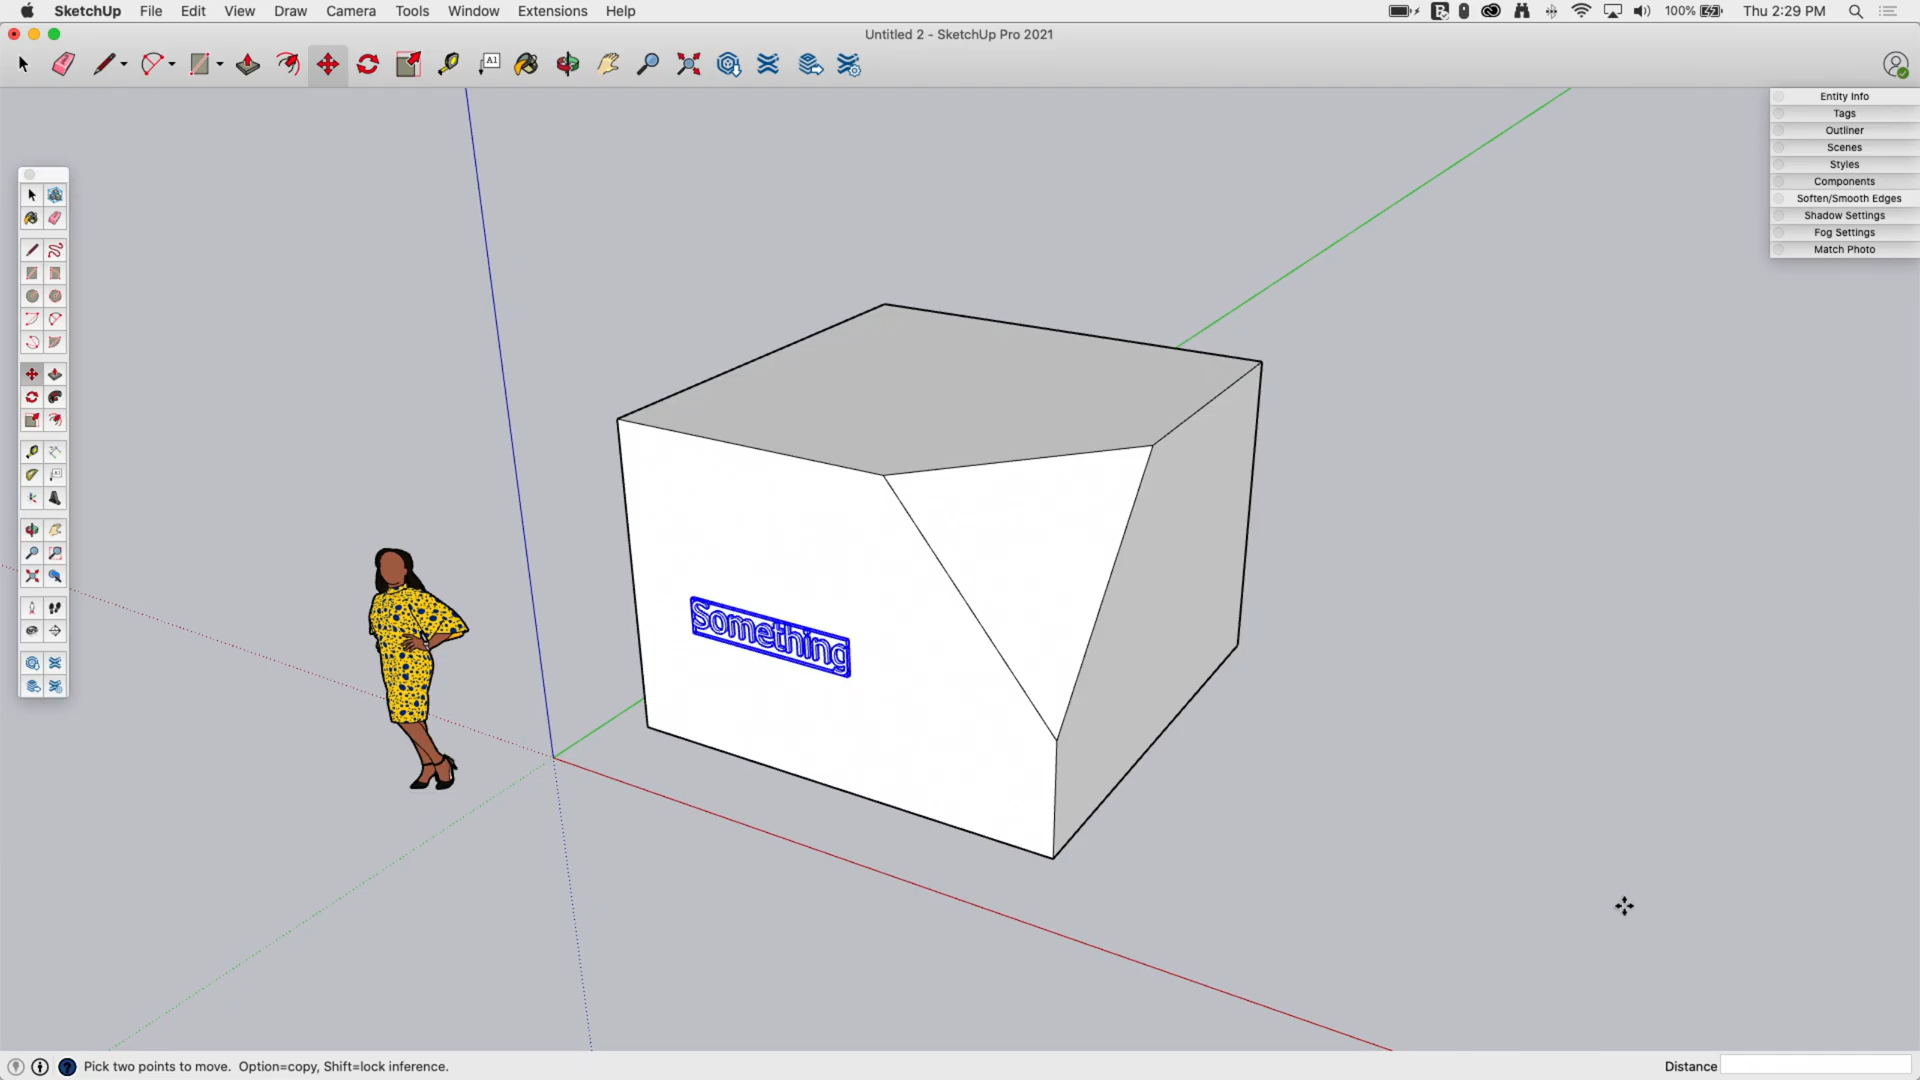 SketchUp File Edit View Draw Camera Tools Window Extensions Help 100% Thu 2:29 PM
Untitled 2 - SketchUp Pro 2021
A1
Entity Info
Tags
Outliner
Scenes
Styles
Components
Soften/Smooth Edges
Shadow Settings
Fog Settings
Match Photo
Something
Pick two points to move. Option=copy, Shift=lock inference. Distance